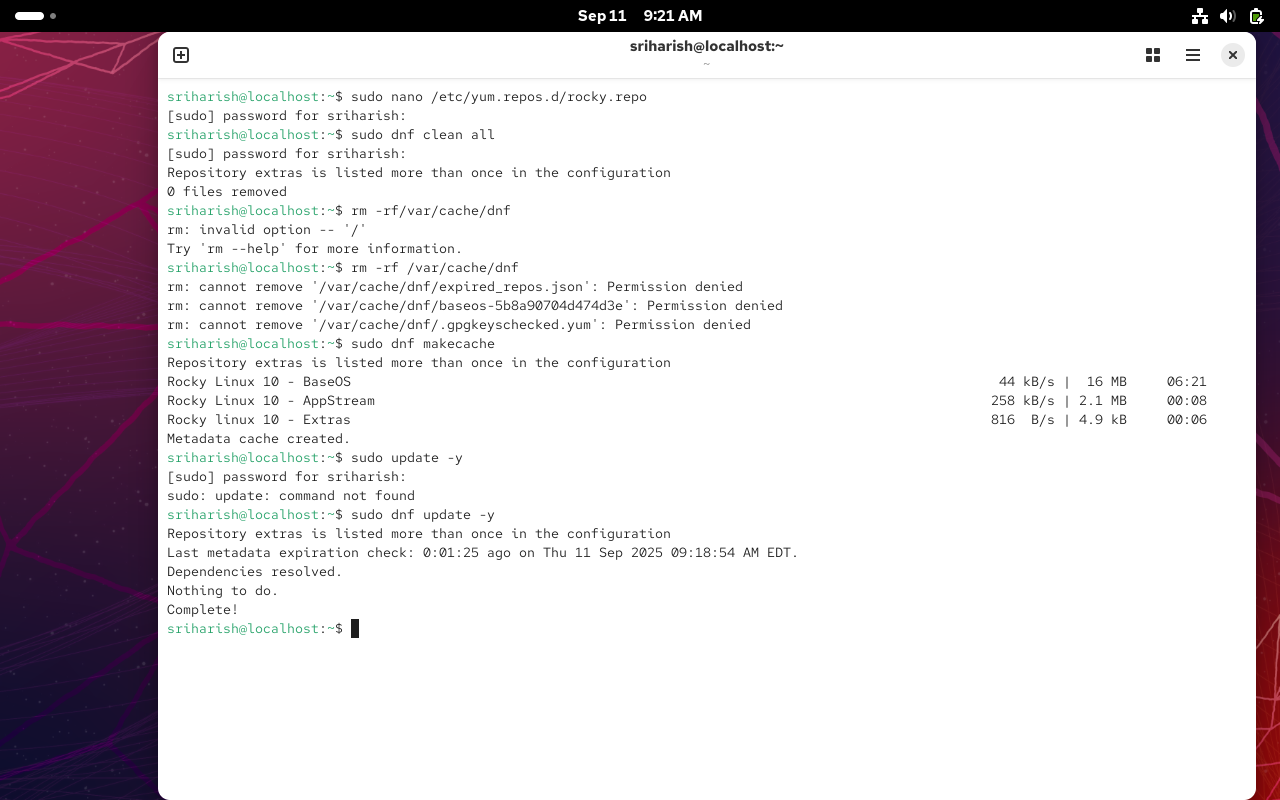 Sep 11 9:21 AM
sriharish@localhost:~
~
sriharish@localhost:~$ sudo nano /etc/yum.repos.d/rocky.repo
[sudo] password for sriharish:
sriharish@localhost:~$ sudo dnf clean all
[sudo] password for sriharish:
Repository extras is listed more than once in the configuration
0 files removed
sriharish@localhost:~$ rm -rf/var/cache/dnf
rm: invalid option -- '/'
Try 'rm --help' for more information.
sriharish@localhost:~$ rm -rf /var/cache/dnf
rm: cannot remove '/var/cache/dnf/expired_repos.json': Permission denied
rm: cannot remove '/var/cache/dnf/baseos-5b8a90704d474d3e': Permission denied
rm: cannot remove '/var/cache/dnf/.gpgkeyschecked.yum': Permission denied
sriharish@localhost:~$ sudo dnf makecache
Repository extras is listed more than once in the configuration
Rocky Linux 10 - BaseOS 44 kB/s | 16 MB 06:21
Rocky Linux 10 - AppStream 258 kB/s | 2.1 MB 00:08
Rocky linux 10 - Extras 816 B/s | 4.9 kB 00:06
Metadata cache created.
sriharish@localhost:~$ sudo update -y
[sudo] password for sriharish:
sudo: update: command not found
sriharish@localhost:~$ sudo dnf update -y
Repository extras is listed more than once in the configuration
Last metadata expiration check: 0:01:25 ago on Thu 11 Sep 2025 09:18:54 AM EDT.
Dependencies resolved.
Nothing to do.
Complete!
sriharish@localhost:~$